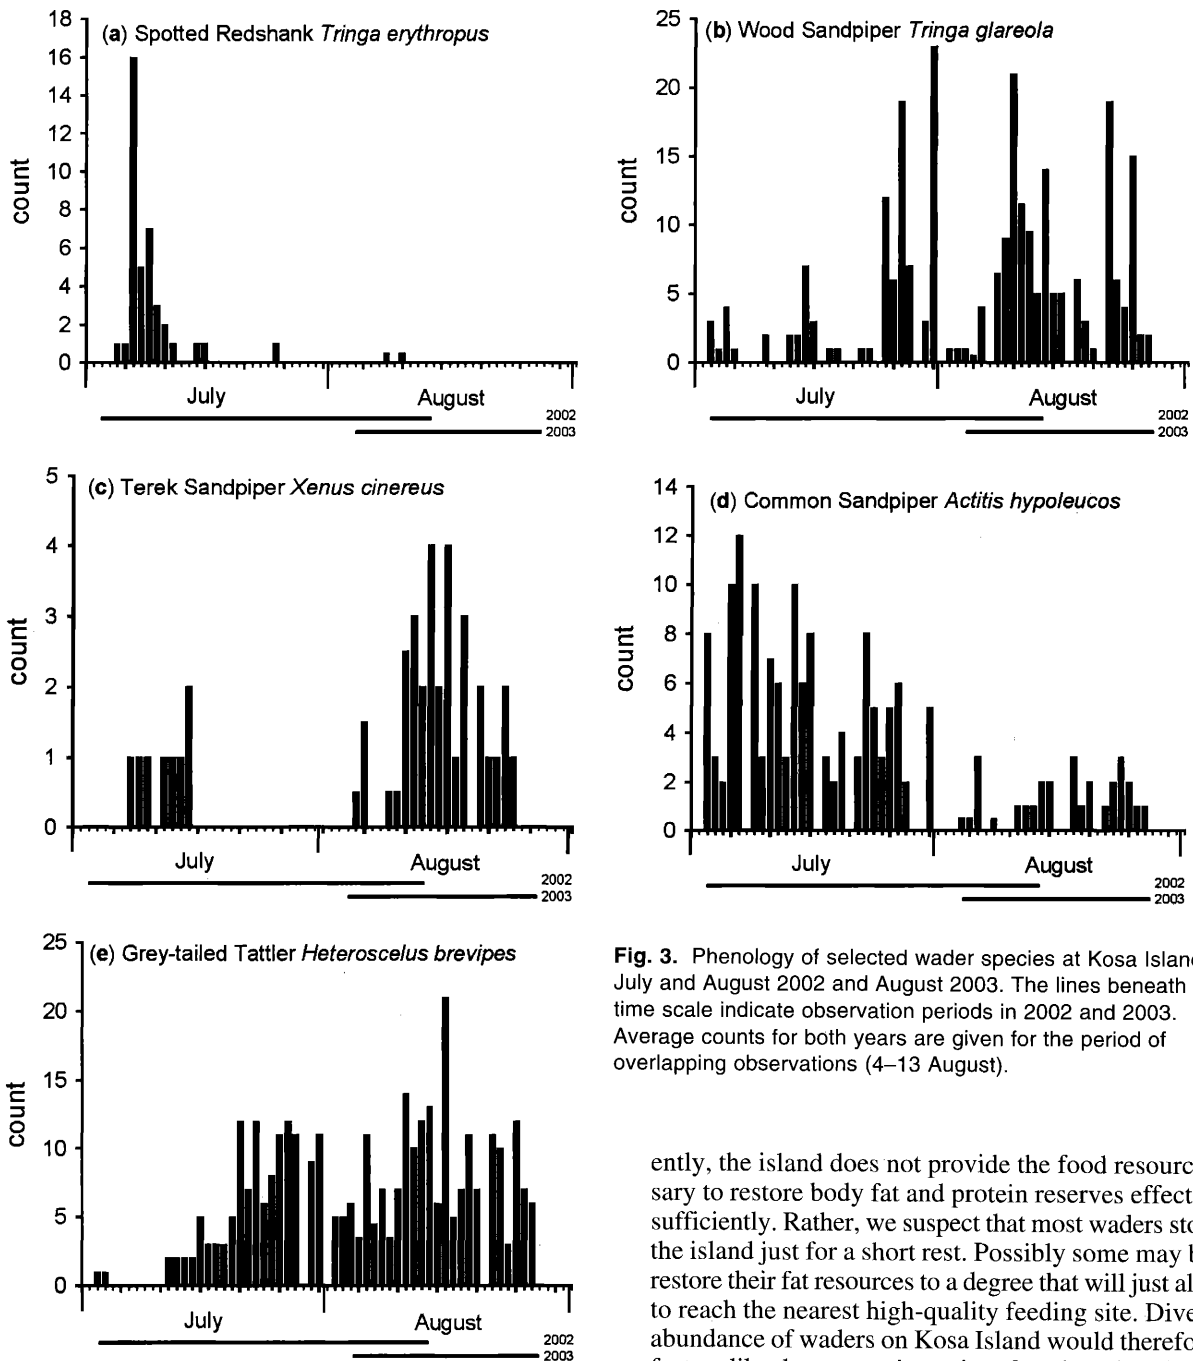 (a) Spotted Redshank Tringa erythropus
18
16
14
12
10
8
6
4
2
0
count
July August
2002
2003
(b) Wood Sandpiper Tringa glareola
25
20
15
10
5
0
count
July August
2002
2003
(c) Terek Sandpiper Xenus cinereus
5
4
3
2
1
0
count
July August
2002
2003
(d) Common Sandpiper Actitis hypoleucos
14
12
10
8
6
4
2
0
count
July August
2002
2003
(e) Grey-tailed Tattler Heteroscelus brevipes
25
20
15
10
5
0
count
July August
2002
2003
Fig. 3. Phenology of selected wader species at Kosa Island
July and August 2002 and August 2003. The lines beneath
time scale indicate observation periods in 2002 and 2003.
Average counts for both years are given for the period of
overlapping observations (4–13 August).
ently, the island does not provide the food resourc
sary to restore body fat and protein reserves effect
sufficiently. Rather, we suspect that most waders sto
the island just for a short rest. Possibly some may b
restore their fat resources to a degree that will just al
to reach the nearest high-quality feeding site. Dive
abundance of waders on Kosa Island would therefo